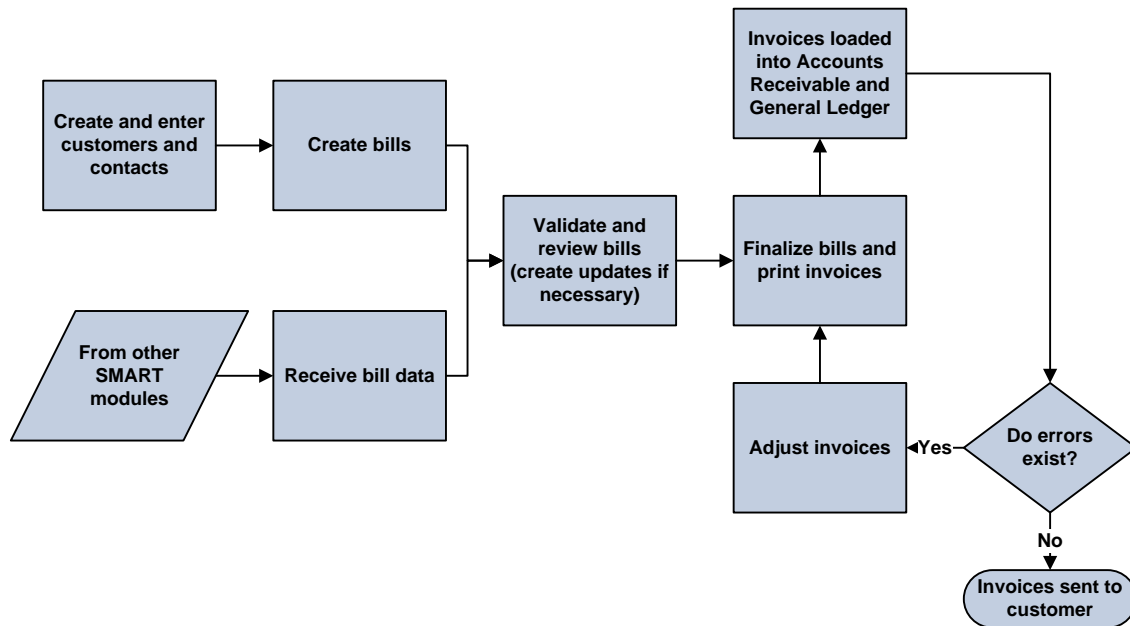 Invoices loaded
into Accounts
Receivable and
General Ledger
Create and enter
customers and
contacts
Create bills
Validate and
review bills
(create updates if
necessary)
Finalize bills and
print invoices
From other
SMART
modules
Receive bill data
Adjust invoices
Yes
Do errors
exist?
No
Invoices sent to
customer